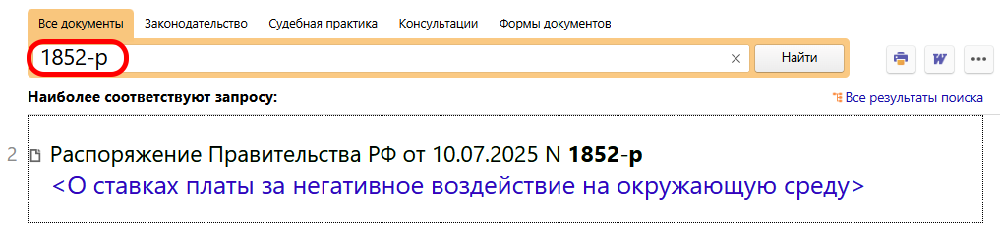 Все документы Законодательство Судебная практика Консультации Формы документов
1852-р × Найти W
Наиболее соответствуют запросу: Все результаты поиска
2 Распоряжение Правительства РФ от 10.07.2025 N 1852-р
<О ставках платы за негативное воздействие на окружающую среду>